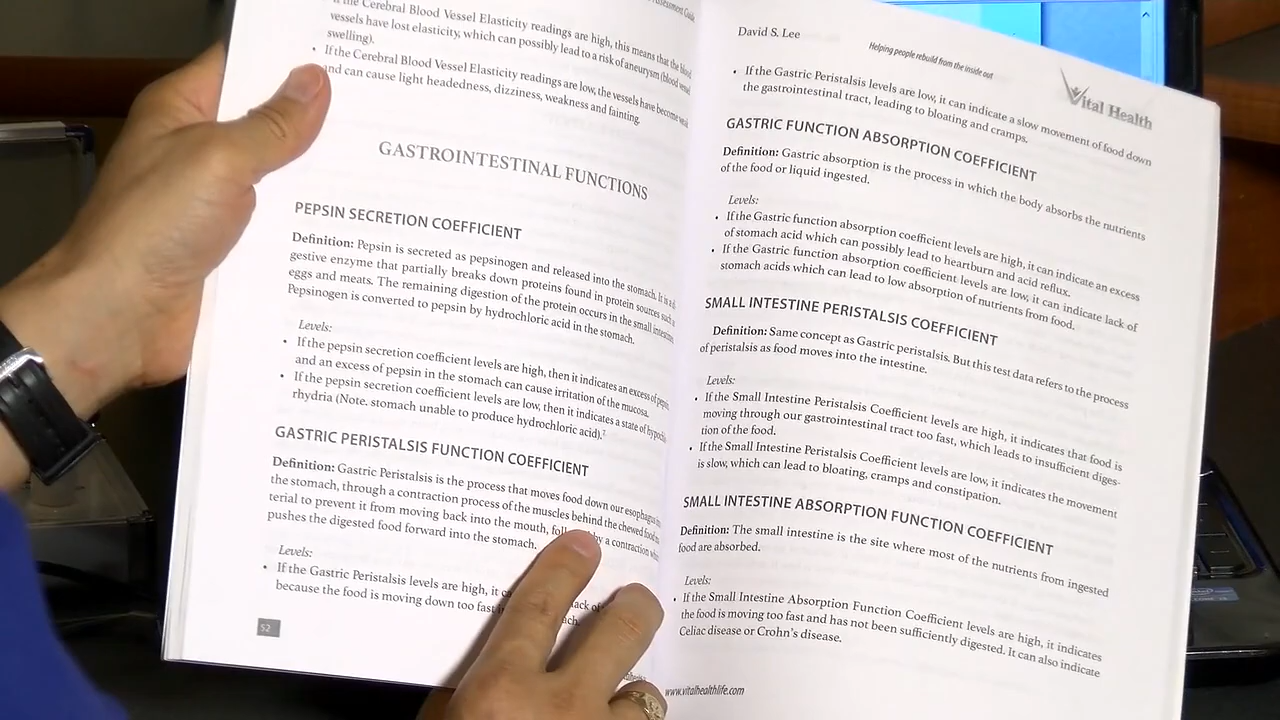 Assessment Guide
If the Cerebral Blood Vessel Elasticity readings are high, this means that the blood
vessels have lost elasticity, which can possibly lead to a risk of aneurysm (blood vessel
swelling).
• If the Cerebral Blood Vessel Elasticity readings are low, the vessels have become weak
and can cause light headedness, dizziness, weakness and fainting.
GASTROINTESTINAL FUNCTIONS
PEPSIN SECRETION COEFFICIENT
Definition: Pepsin is secreted as pepsinogen and released into the stomach. It is a
gestive enzyme that partially breaks down proteins found in protein sources such
eggs and meats. The remaining digestion of the protein occurs in the small intestine.
Pepsinogen is converted to pepsin by hydrochloric acid in the stomach.
Levels:
• If the pepsin secretion coefficient levels are high, then it indicates an excess of pepsin
and an excess of pepsin in the stomach can cause irritation of the mucosa.
• If the pepsin secretion coefficient levels are low, then it indicates a state of hypochlo
rhydria (Note. stomach unable to produce hydrochloric acid).
GASTRIC PERISTALSIS FUNCTION COEFFICIENT
Definition: Gastric Peristalsis is the process that moves food down our esophagus
the stomach, through a contraction process of the muscles behind the chewed food
terial to prevent it from moving back into the mouth, by a contraction
pushes the digested food forward into the stomach.
Levels:
• If the Gastric Peristalsis levels are high, it lack of
because the food is moving down too fast
52
David S. Lee
Helping people rebuild from the inside out
Vital Health
• If the Gastric Peristalsis levels are low, it can indicate a slow movement of food down
the gastrointestinal tract, leading to bloating and cramps.
GASTRIC FUNCTION ABSORPTION COEFFICIENT
Definition: Gastric absorption is the process in which the body absorbs the nutrients
of the food or liquid ingested.
Levels:
• If the Gastric function absorption coefficient levels are high, it can indicate an excess
of stomach acid which can possibly lead to heartburn and acid reflux.
• If the Gastric function absorption coefficient levels are low, it can indicate lack of
stomach acids which can lead to low absorption of nutrients from food.
SMALL INTESTINE PERISTALSIS COEFFICIENT
Definition: Same concept as Gastric peristalsis. But this test data refers to the process
of peristalsis as food moves into the intestine.
Levels:
• If the Small Intestine Peristalsis Coefficient levels are high, it indicates that food is
moving through our gastrointestinal tract too fast, which leads to insufficient diges-
tion of the food.
• If the Small Intestine Peristalsis Coefficient levels are low, it indicates the movement
is slow, which can lead to bloating, cramps and constipation.
SMALL INTESTINE ABSORPTION FUNCTION COEFFICIENT
Definition: The small intestine is the site where most of the nutrients from ingested
food are absorbed.
Levels:
• If the Small Intestine Absorption Function Coefficient levels are high, it indicates
the food is moving too fast and has not been sufficiently digested. It can also indicate
Celiac disease or Crohn's disease.
www.vitalhealthlife.com